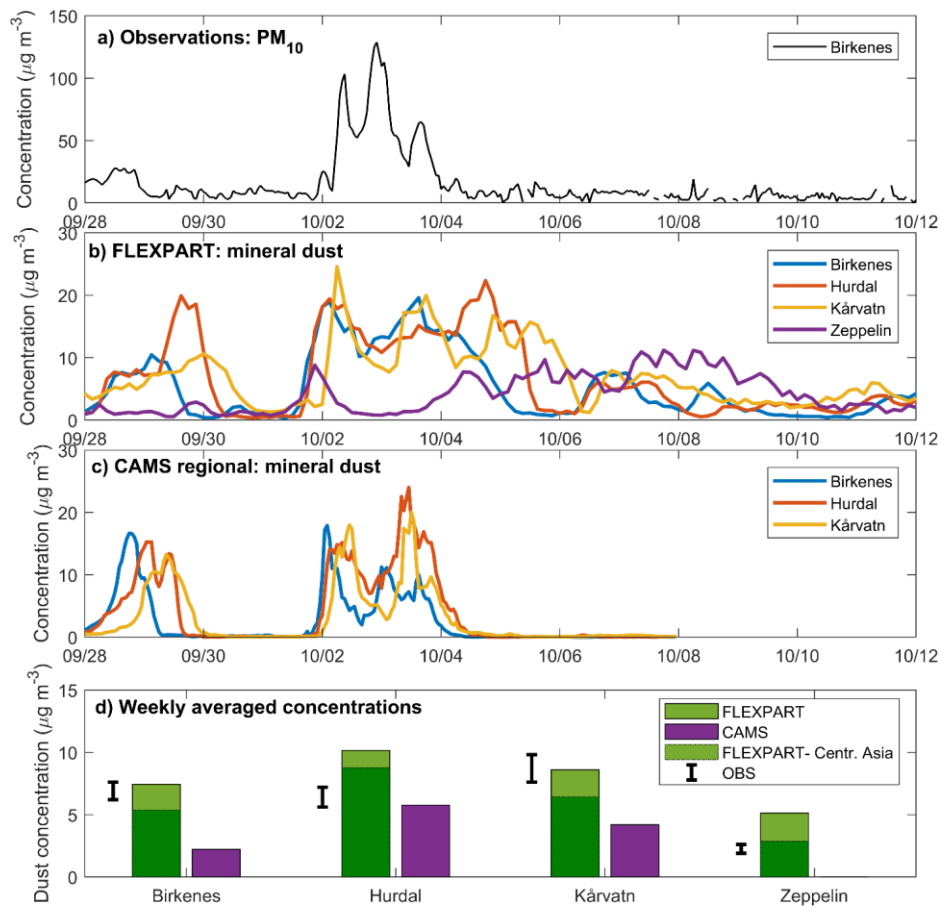 a) Observations: PM10
Birkenes
Concentration (μg m-3)
150
100
50
0
09/28 09/30 10/02 10/04 10/06 10/08 10/10 10/12
b) FLEXPART: mineral dust
Birkenes
Hurdal
Kårvatn
Zeppelin
Concentration (μg m-3)
30
20
10
0
09/28 09/30 10/02 10/04 10/06 10/08 10/10 10/12
c) CAMS regional: mineral dust
Birkenes
Hurdal
Kårvatn
Concentration (μg m-3)
30
20
10
0
09/28 09/30 10/02 10/04 10/06 10/08 10/10 10/12
d) Weekly averaged concentrations
FLEXPART
CAMS
FLEXPART- Centr. Asia
OBS
Dust concentration (μg m-3)
15
10
5
0
Birkenes Hurdal Kårvatn Zeppelin